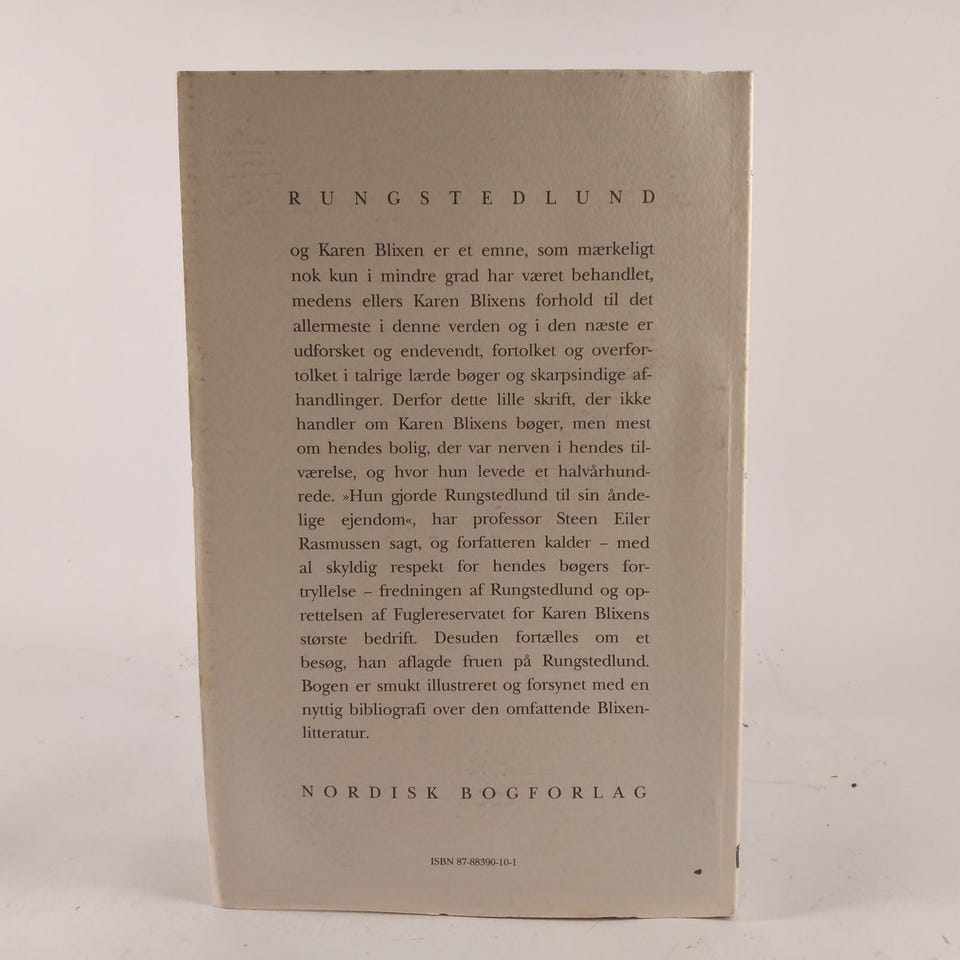 RUNGSTEDLUND
og Karen Blixen er et emne, som mærkeligt
nok kun i mindre grad har været behandlet,
medens ellers Karen Blixens forhold til det
allermeste i denne verden og i den næste er
udforsket og endevendt, fortolket og overfor-
tolket i talrige lærde bøger og skarpsindige af-
handlinger. Derfor dette lille skrift, der ikke
handler om Karen Blixens bøger, men mest
om hendes bolig, der var nerven i hendes til-
værelse, og hvor hun levede et halvårhund-
rede. »Hun gjorde Rungstedlund til sin ånde-
lige ejendom«, har professor Steen Eiler
Rasmussen sagt, og forfatteren kalder – med
al skyldig respekt for hendes bøgers for-
tryllelse – fredningen af Rungstedlund og op-
rettelsen af Fuglereservatet for Karen Blixens
største bedrift. Desuden fortælles om et
besøg, han aflagde fruen på Rungstedlund.
Bogen er smukt illustreret og forsynet med en
nyttig bibliografi over den omfattende Blixen-
litteratur.
NORDISK BOGFORLAG
ISBN 87-88390-10-1